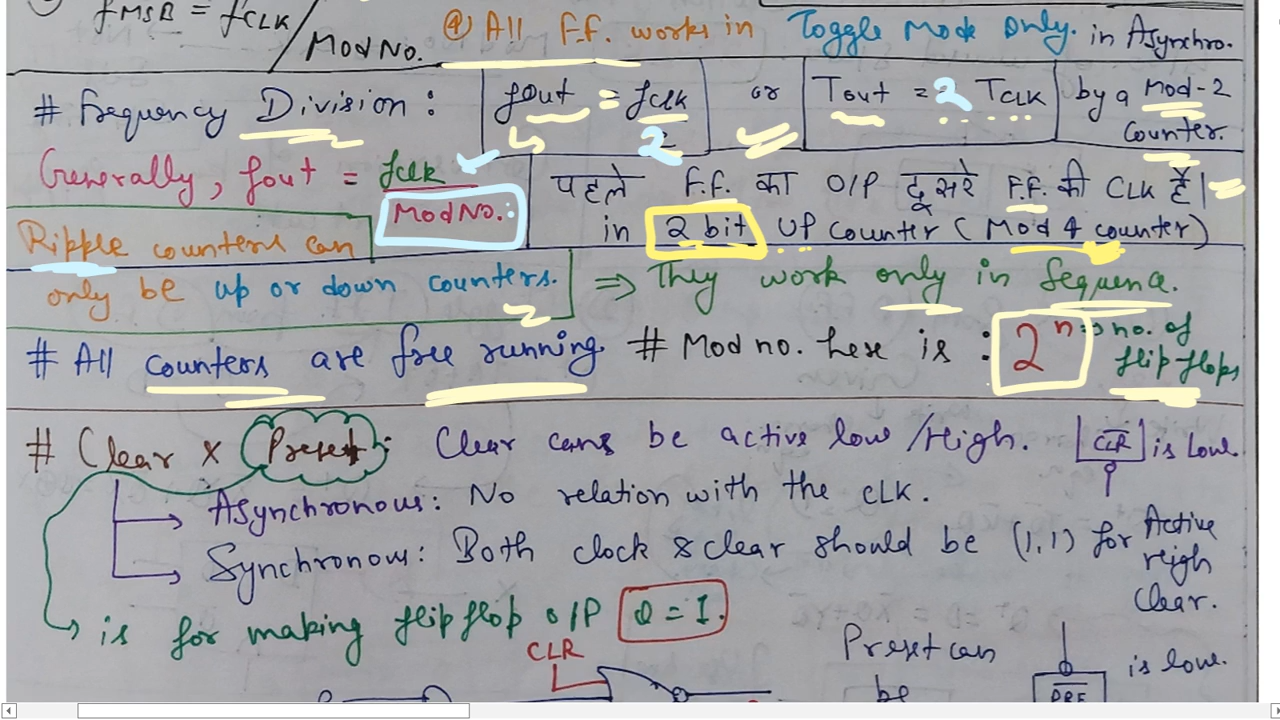 fMSB = fCLK / Mod No. @ All F.f. works in Toggle Mode Only. in Asynchro.
# Frequency Division : fout = fclk / 2 or Tout = 2 TCLK by a Mod-2 Counter.
Generally, fout = fclk / Mod No. :
पहले F.F. का O/P दूसरे F.F. की CLK है|
in 2 bit UP Counter (Mod 4 counter)
Ripple counters can
only be up or down counters. ⇒ They work only in Sequence.
# All counters are free running. # Mod no. here is : 2^n ⇒ no. of flip flops
# Clear x Preset : Clear can be active low / High. CLR is low.
→ Asynchronous : No relation with the CLK.
→ Synchronous : Both clock & clear should be (1,1) for Active High Clear.
→ is for making flip flop O/P Q = 1.
CLR
Preset can
be
PRE is low.